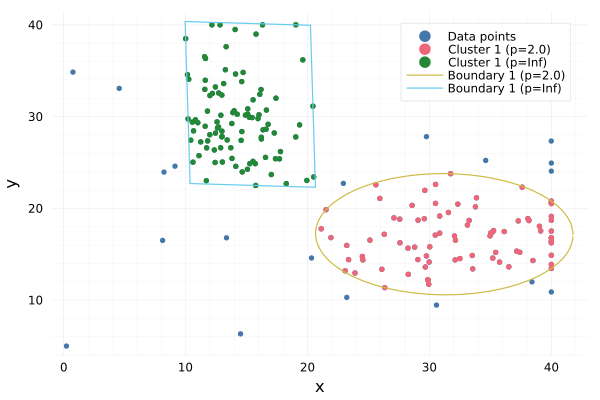 Data points
Cluster 1 (p=2.0)
Cluster 1 (p=Inf)
Boundary 1 (p=2.0)
Boundary 1 (p=Inf)
40
30
20
10
y
0 10 20 30 40
x